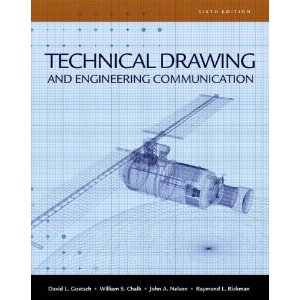 SIXTH EDITION
TECHNICAL DRAWING
AND ENGINEERING COMMUNICATION
David L. Goetsch • William S. Chalk • John A. Nelson • Raymond L. Rickman